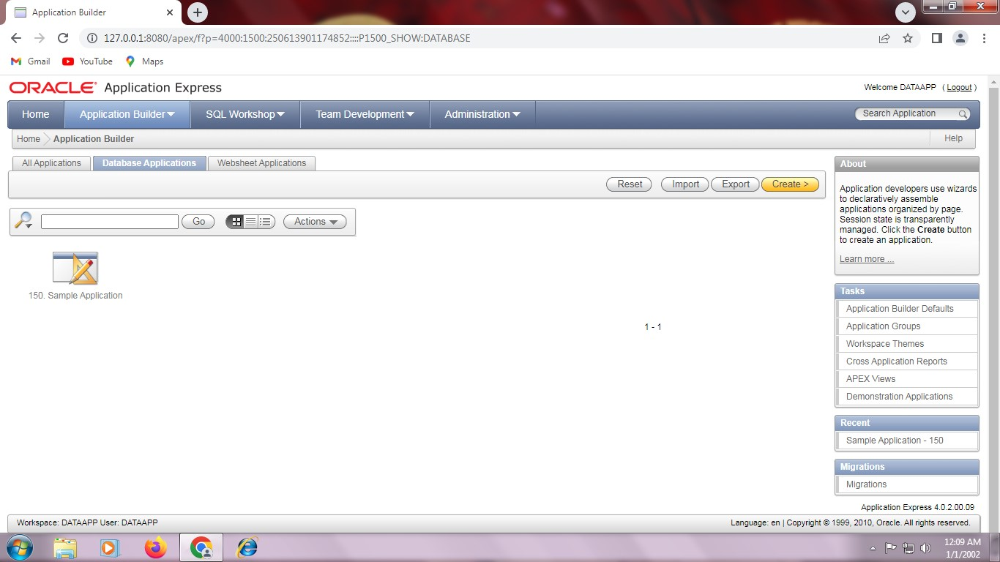 Application Builder
127.0.0.1:8080/apex/f?p=4000:1500:250613901174852::::P1500_SHOW:DATABASE
Gmail YouTube Maps
ORACLE Application Express
Welcome DATAAPP ( Logout )
Home Application Builder SQL Workshop Team Development Administration
Search Application
Home Application Builder
Help
All Applications Database Applications Websheet Applications
Reset Import Export Create >
Go Actions
150. Sample Application
1 - 1
About
Application developers use wizards
to declaratively assemble
applications organized by page.
Session state is transparently
managed. Click the Create button
to create an application.
Learn more ...
Tasks
Application Builder Defaults
Application Groups
Workspace Themes
Cross Application Reports
APEX Views
Demonstration Applications
Recent
Sample Application - 150
Migrations
Migrations
Application Express 4.0.2.00.09
Workspace: DATAAPP User: DATAAPP
Language: en | Copyright © 1999, 2010, Oracle. All rights reserved.
12:09 AM
1/1/2002